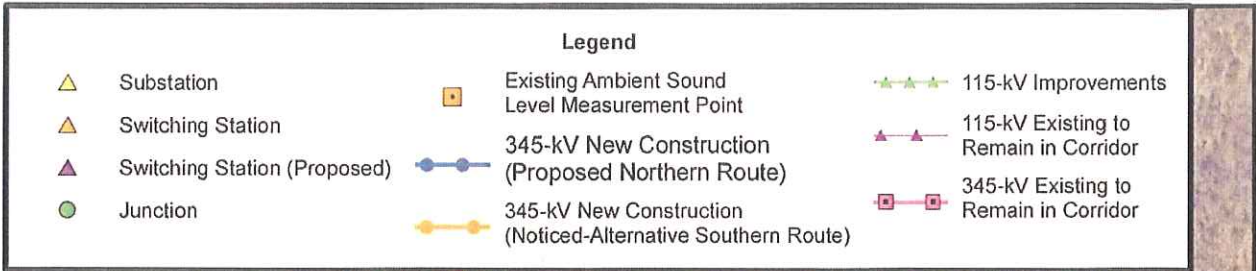 Legend
Substation
Switching Station
Switching Station (Proposed)
Junction
Existing Ambient Sound
Level Measurement Point
345-kV New Construction
(Proposed Northern Route)
345-kV New Construction
(Noticed-Alternative Southern Route)
115-kV Improvements
115-kV Existing to
Remain in Corridor
345-kV Existing to
Remain in Corridor